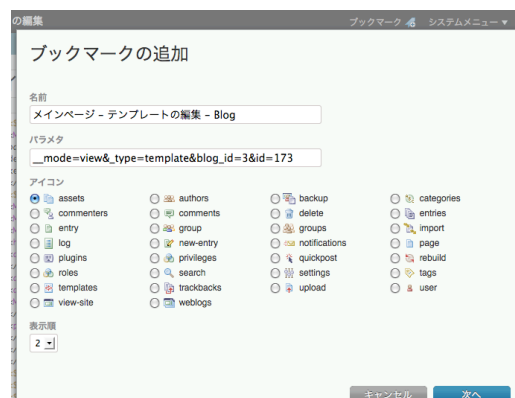 の編集 ブックマーク システムメニュー ▼
ブックマークの追加
名前
メインページ - テンプレートの編集 - Blog
パラメタ
__mode=view&_type=template&blog_id=3&id=173
アイコン
assets authors backup categories
commenters comments delete entries
entry group groups import
log new-entry notifications page
plugins privileges quickpost rebuild
roles search settings tags
templates trackbacks upload user
view-site weblogs
表示順
2
キャンセル 次へ